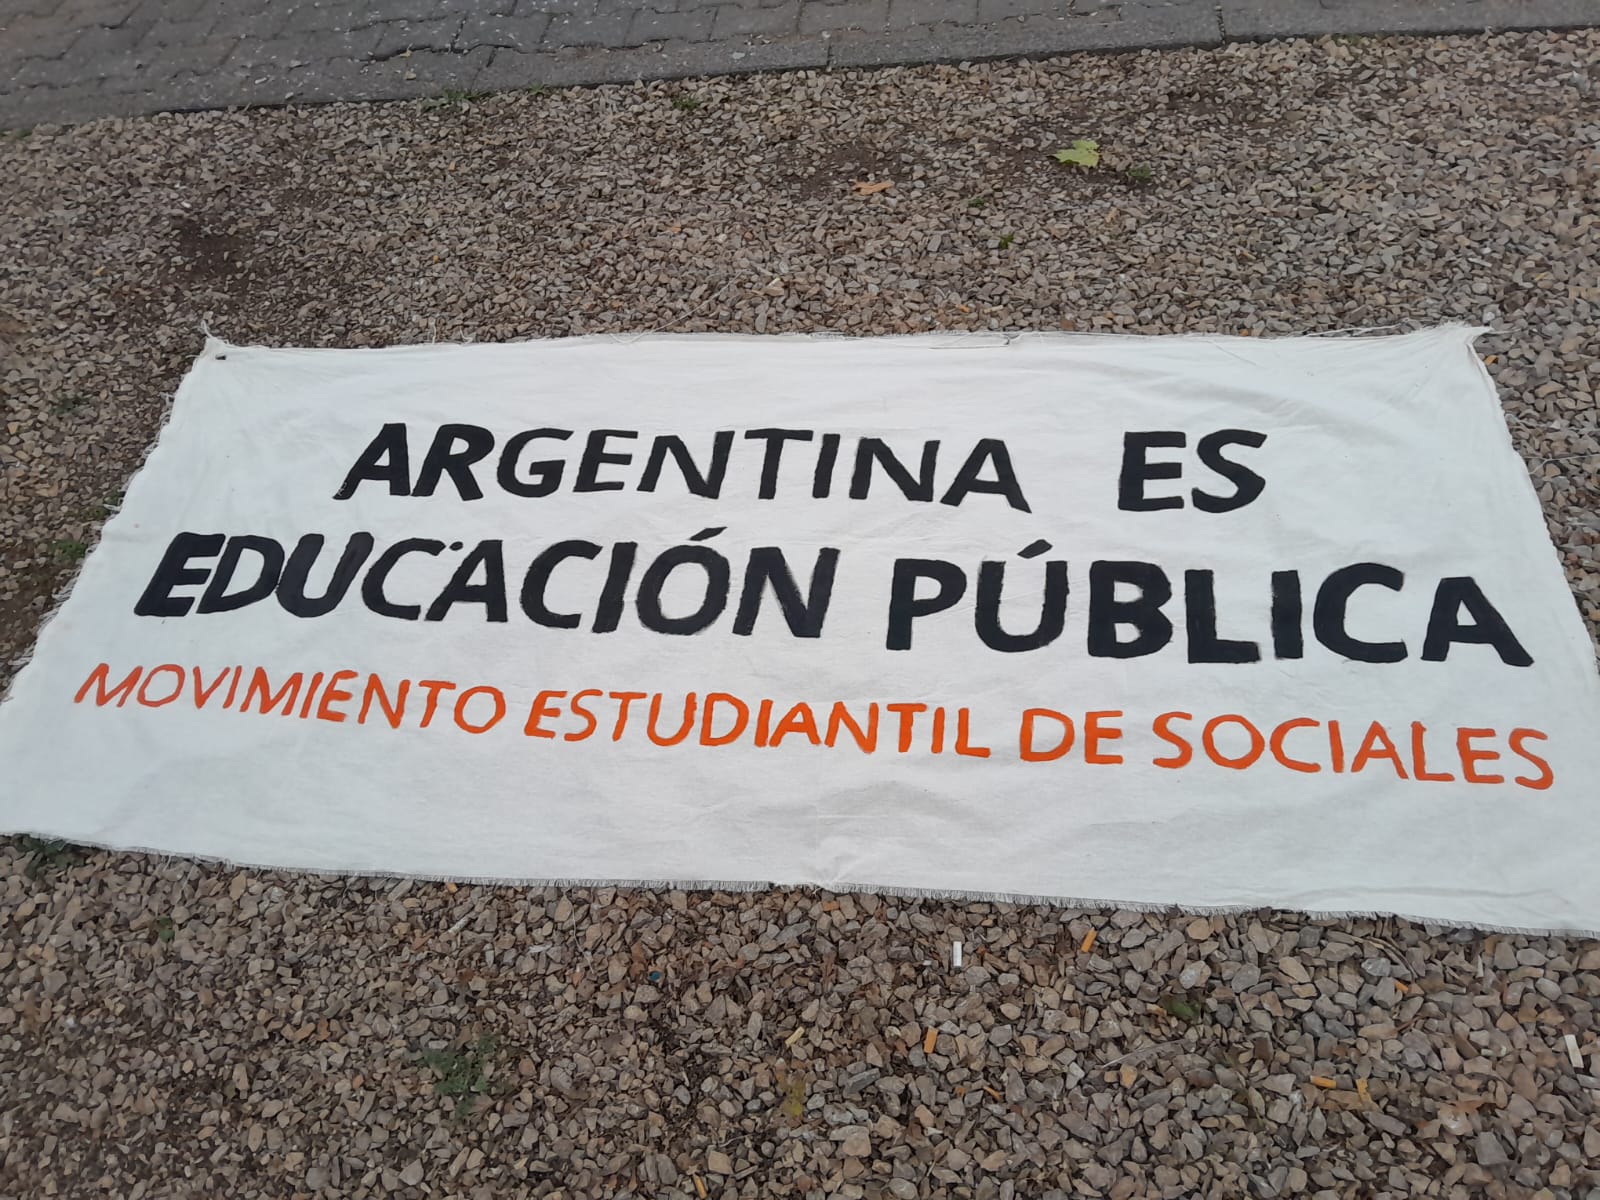 ARGENTINA ES
EDUCACIÓN PÚBLICA
MOVIMIENTO ESTUDIANTIL DE SOCIALES